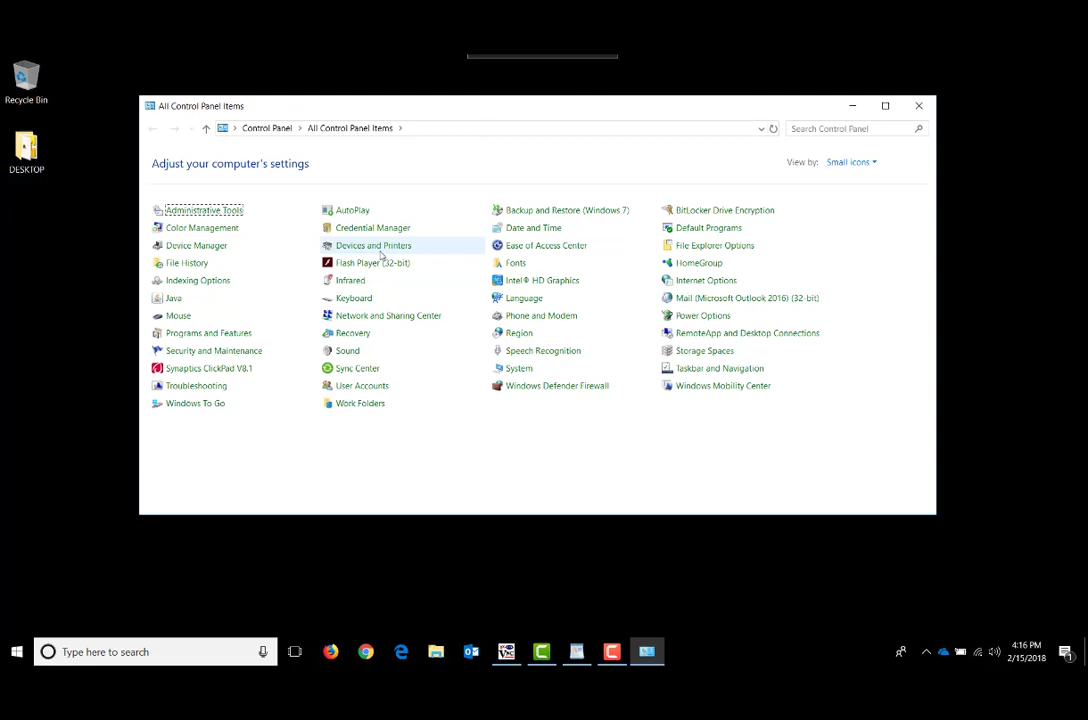 Recycle Bin
DESKTOP
All Control Panel Items
Control Panel > All Control Panel Items >
Search Control Panel
Adjust your computer's settings
View by: Small icons
Administrative Tools
AutoPlay
Backup and Restore (Windows 7)
BitLocker Drive Encryption
Color Management
Credential Manager
Date and Time
Default Programs
Device Manager
Devices and Printers
Ease of Access Center
File Explorer Options
File History
Flash Player (32-bit)
Fonts
HomeGroup
Indexing Options
Infrared
Intel® HD Graphics
Internet Options
Java
Keyboard
Language
Mail (Microsoft Outlook 2016) (32-bit)
Mouse
Network and Sharing Center
Phone and Modem
Power Options
Programs and Features
Recovery
Region
RemoteApp and Desktop Connections
Security and Maintenance
Sound
Speech Recognition
Storage Spaces
Synaptics ClickPad V8.1
Sync Center
System
Taskbar and Navigation
Troubleshooting
User Accounts
Windows Defender Firewall
Windows Mobility Center
Windows To Go
Work Folders
Type here to search
4:16 PM
2/15/2018
1